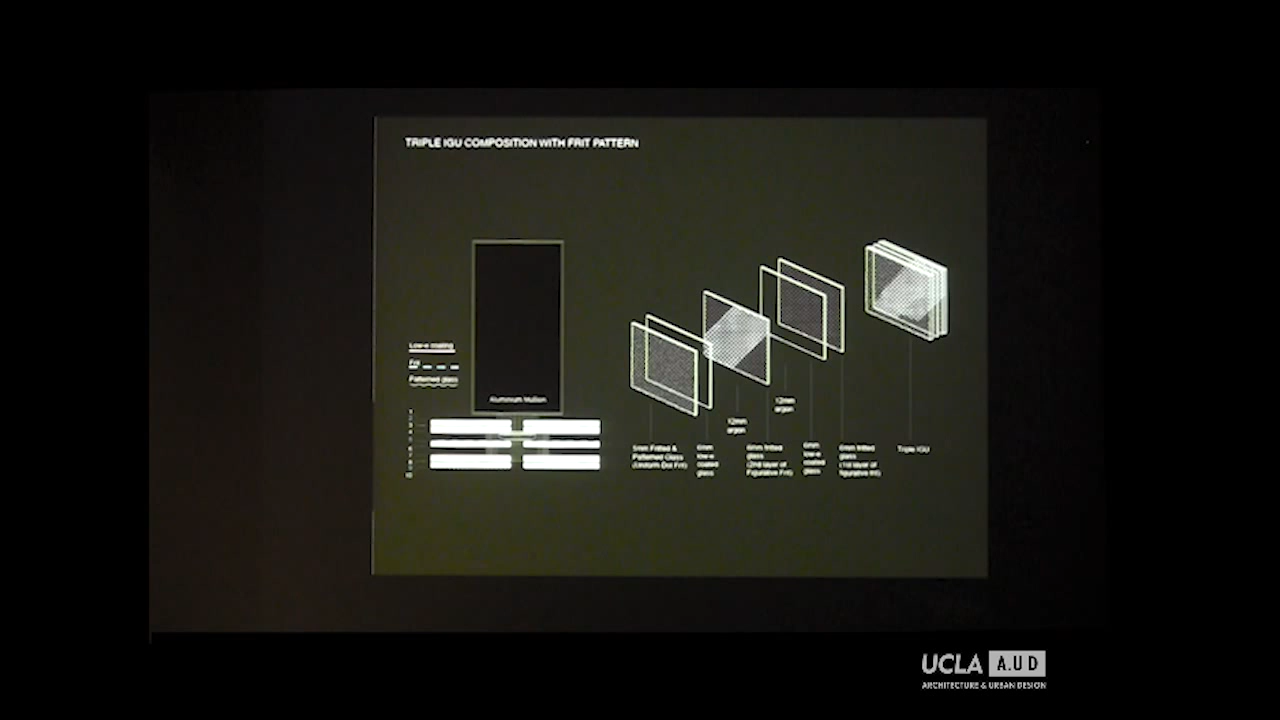 TRIPLE IGU COMPOSITION WITH FRIT PATTERN
Low-e coating
Frit
Patterned glass
Aluminium Mullion
12mm
argon
12mm
argon
6mm Fritted &
Patterned Glass
(Uniform Dot Frit)
6mm
low-e
coated
glass
6mm fritted
glass
(2nd layer of
Figurative Frit)
6mm
low-e
coated
glass
6mm fritted
glass
(1st layer of
figurative frit)
Triple IGU
UCLA A.UD
ARCHITECTURE & URBAN DESIGN